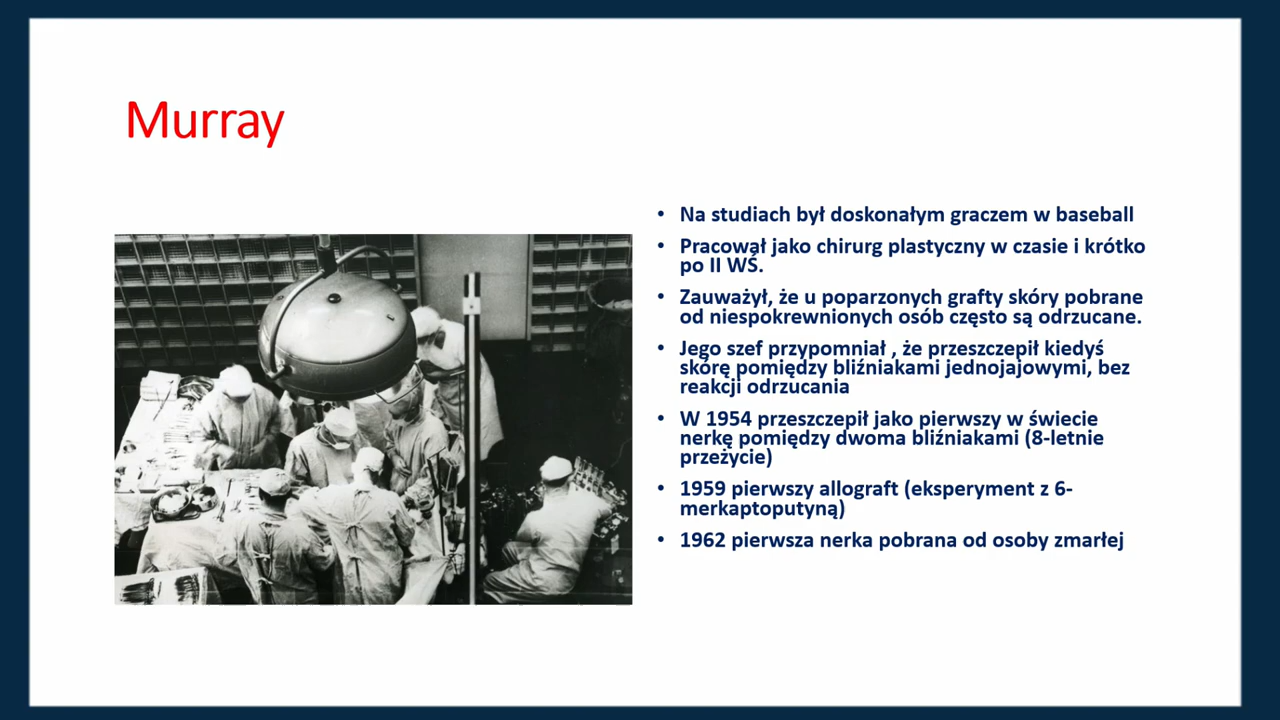 Murray
• Na studiach był doskonałym graczem w baseball
• Pracował jako chirurg plastyczny w czasie i krótko
po II WŚ.
• Zauważył, że u poparzonych grafty skóry pobrane
od niespokrewnionych osób często są odrzucane.
• Jego szef przypomniał , że przeszczepił kiedyś
skórę pomiędzy bliźniakami jednojajowymi, bez
reakcji odrzucania
• W 1954 przeszczepił jako pierwszy w świecie
nerkę pomiędzy dwoma bliźniakami (8-letnie
przeżycie)
• 1959 pierwszy allograft (eksperyment z 6-
merkaptoputyną)
• 1962 pierwsza nerka pobrana od osoby zmarłej